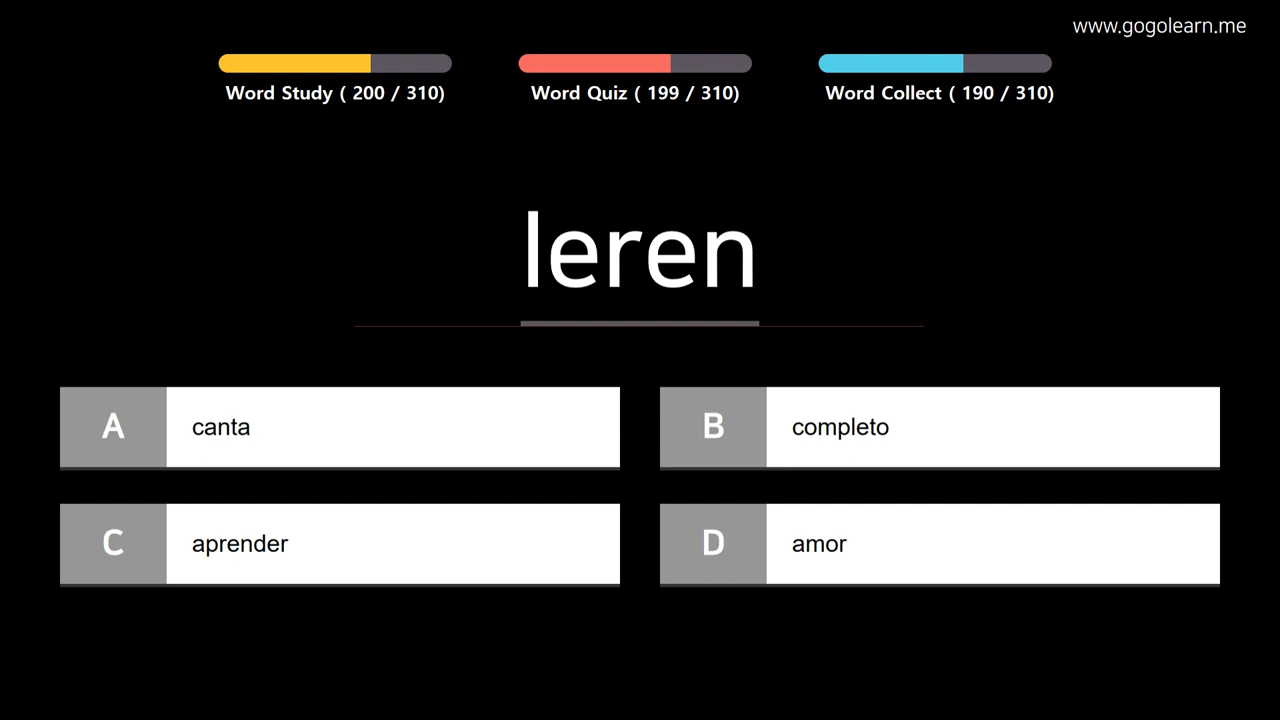 www.gogolearn.me
Word Study ( 200 / 310)
Word Quiz ( 199 / 310)
Word Collect ( 190 / 310)
leren
A canta
B completo
C aprender
D amor